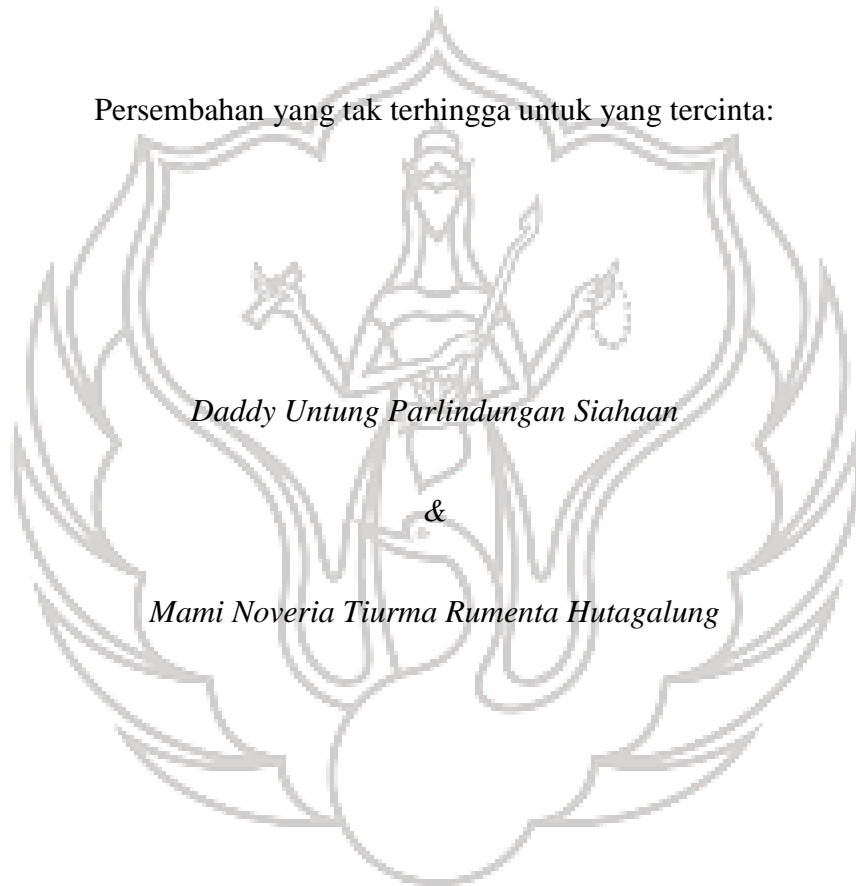 Persembahan yang tak terhingga untuk yang tercinta:
Daddy Untung Parlindungan Siahaan
&
Mami Noveria Tiurma Rumenta Hutagalung